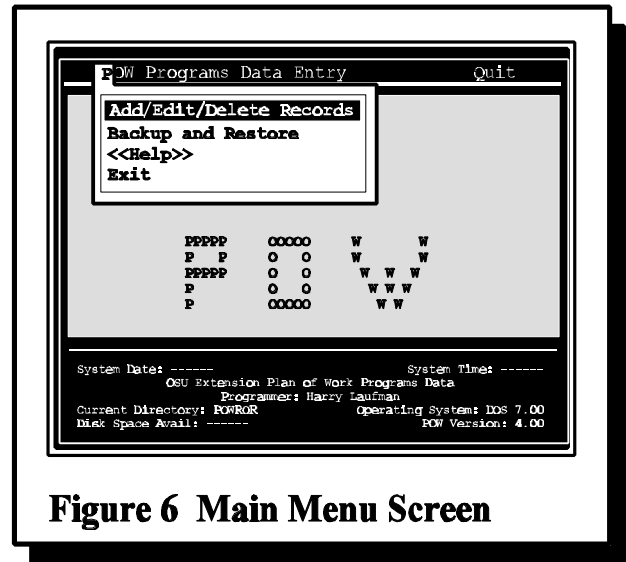 POW Programs Data Entry Quit
Add/Edit/Delete Records
Backup and Restore
<<Help>>
Exit
PPPPP OOOOO W W
P P O O W W
PPPPP O O W W W
P O O W W W
P OOOOO W W
System Date: ------ System Time: ------
OSU Extension Plan of Work Programs Data
Programmer: Harry Laufman
Current Directory: POWROR Operating System: DOS 7.00
Disk Space Avail: ------ POW Version: 4.00
Figure 6 Main Menu Screen